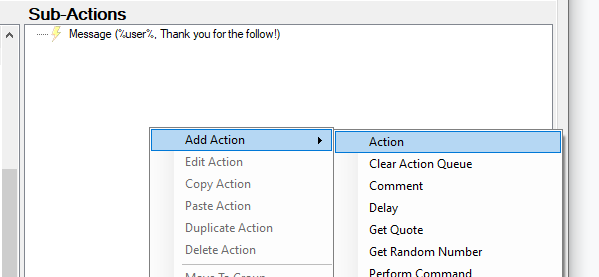 Sub-Actions
Message (%user%, Thank you for the follow!)
Add Action
Edit Action
Copy Action
Paste Action
Duplicate Action
Delete Action
Move To Group
Action
Clear Action Queue
Comment
Delay
Get Quote
Get Random Number
Perform Command